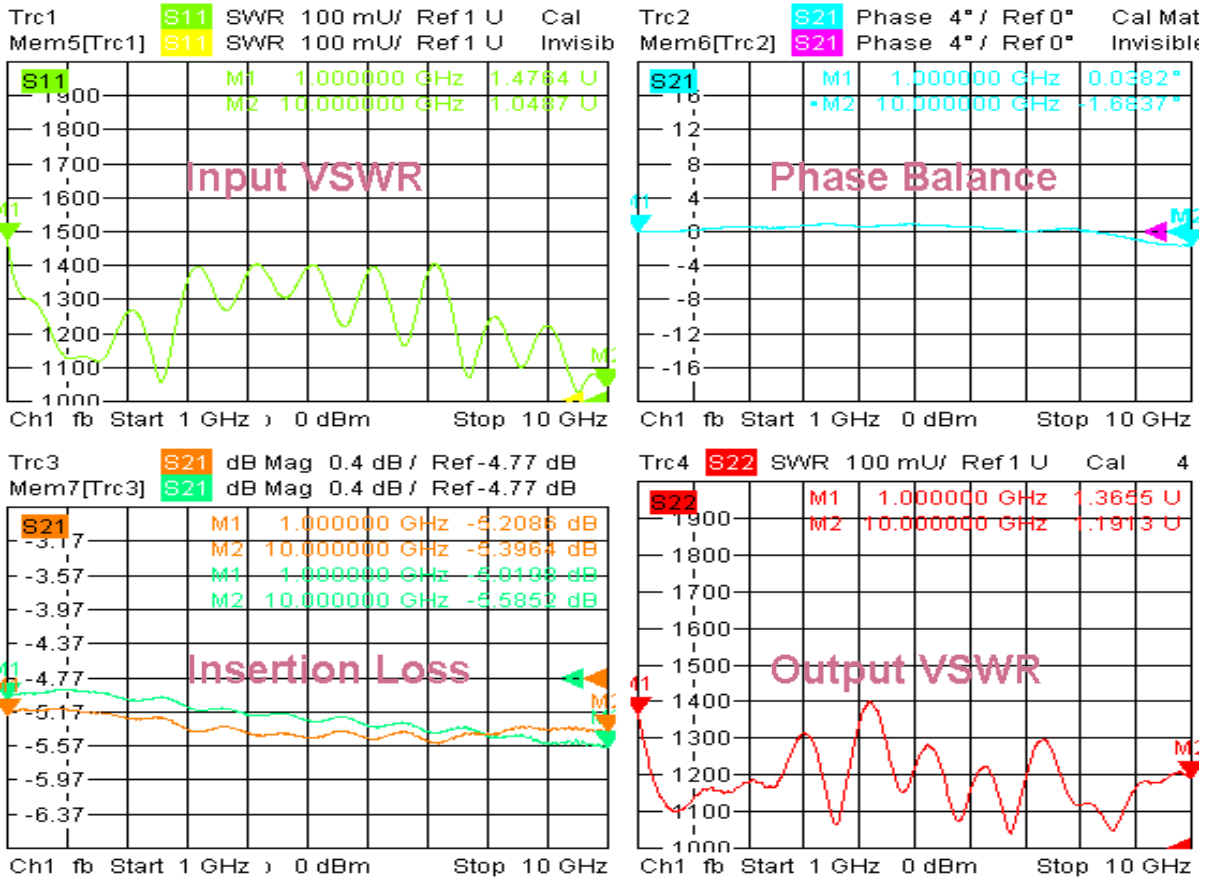 Trc1 S11 SWR 100 mU/ Ref 1 U Cal
Mem5[Trc1] S11 SWR 100 mU/ Ref 1 U Invisib
S11
M1 1.000000 GHz 1.4764 U
M2 10.000000 GHz 1.0487 U
1900
1800
1700
Input VSWR
1600
M1
1500
1400
1300
1200
1100
M2
1000
Ch1 fb Start 1 GHz 0 dBm Stop 10 GHz
Trc2 S21 Phase 4°/ Ref 0° Cal Mat
Mem6[Trc2] S21 Phase 4°/ Ref 0° Invisible
S21
M1 1.000000 GHz 0.0382°
•M2 10.000000 GHz -1.6837°
16
12
8
Phase Balance
4
M1
M2
0
-4
-8
-12
-16
Ch1 fb Start 1 GHz 0 dBm Stop 10 GHz
Trc3 S21 dB Mag 0.4 dB / Ref -4.77 dB
Mem7[Trc3] S21 dB Mag 0.4 dB / Ref -4.77 dB
S21
M1 1.000000 GHz -5.2086 dB
-3.17
M2 10.000000 GHz -5.3964 dB
M1 1.000000 GHz -5.0198 dB
-3.57
M2 10.000000 GHz -5.5852 dB
-3.97
-4.37
Insertion Loss
-4.77
-5.17
-5.57
-5.97
-6.37
Ch1 fb Start 1 GHz 0 dBm Stop 10 GHz
Trc4 S22 SWR 100 mU/ Ref 1 U Cal 4
S22
M1 1.000000 GHz 1.3655 U
M2 10.000000 GHz 1.1913 U
1900
1800
1700
1600
1500
Output VSWR
M1
1400
1300
M2
1200
1100
1000
Ch1 fb Start 1 GHz 0 dBm Stop 10 GHz